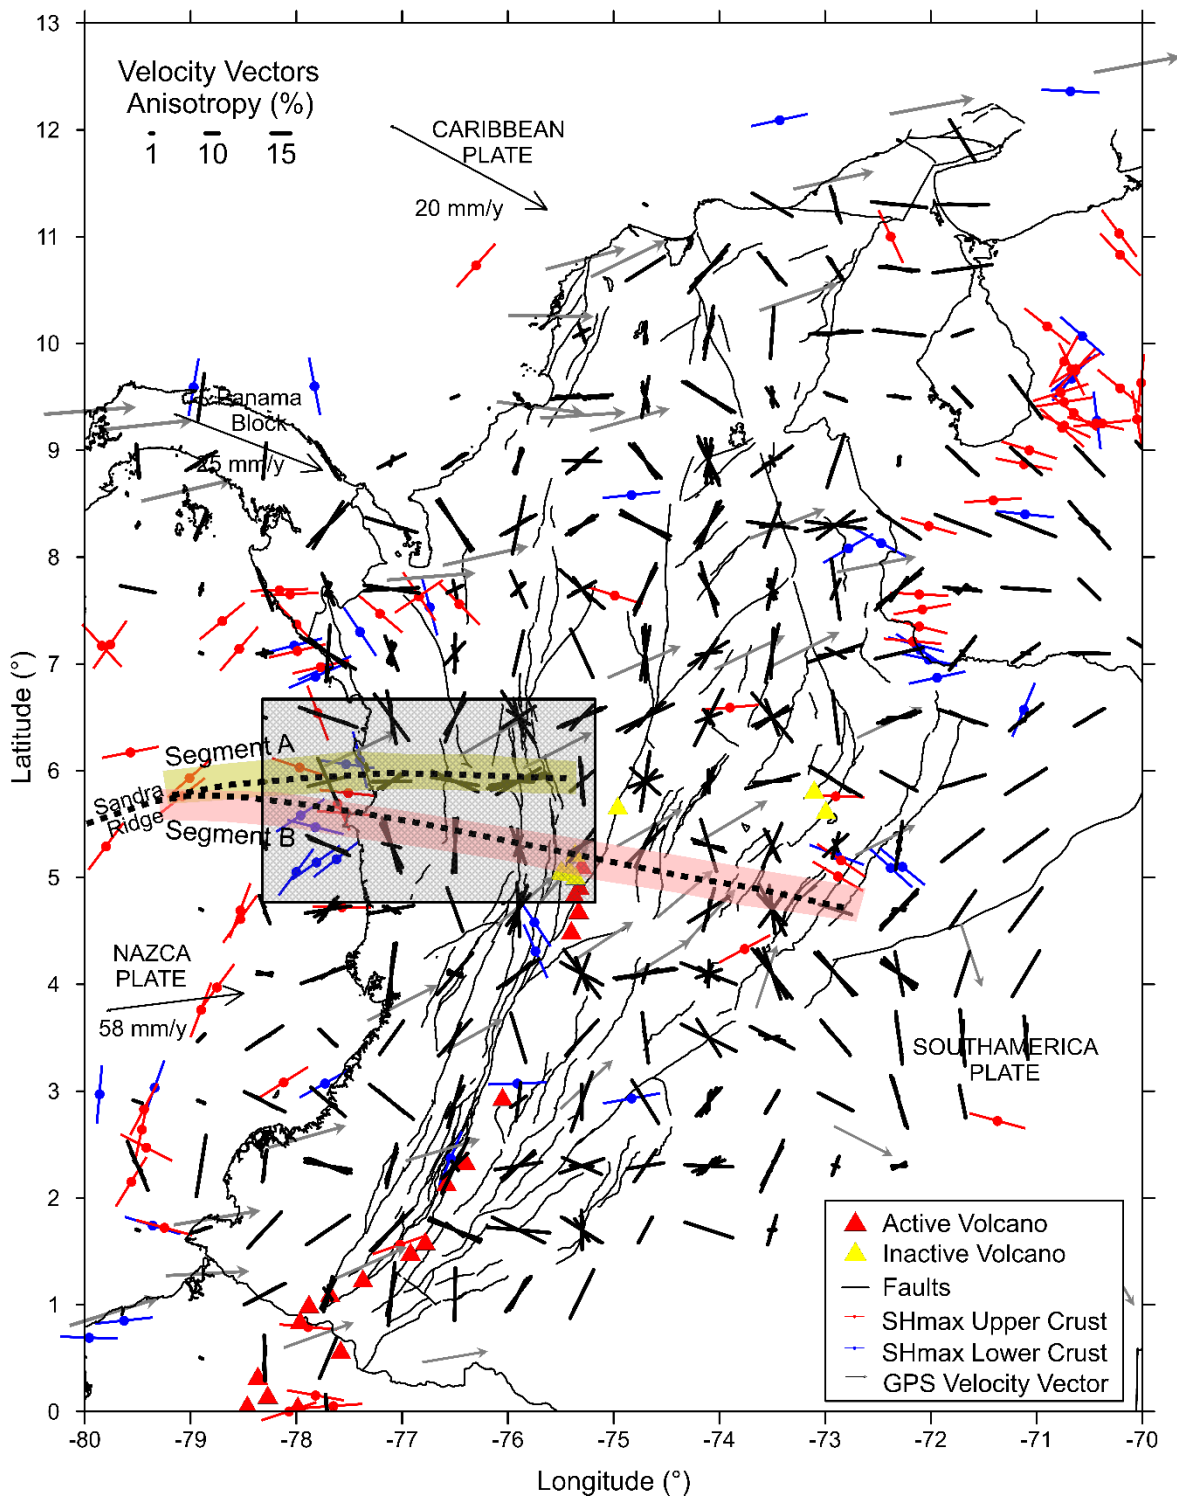 13
12
11
10
9
8
7
6
5
4
3
2
1
0
Latitude (°)
Velocity Vectors
Anisotropy (%)
1 10 15
CARIBBEAN
PLATE
20 mm/y
Panama
Block
25 mm/y
Segment A
Sandra
Ridge
Segment B
NAZCA
PLATE
58 mm/y
SOUTHAMERICA
PLATE
Active Volcano
Inactive Volcano
Faults
SHmax Upper Crust
SHmax Lower Crust
GPS Velocity Vector
-80 -79 -78 -77 -76 -75 -74 -73 -72 -71 -70
Longitude (°)